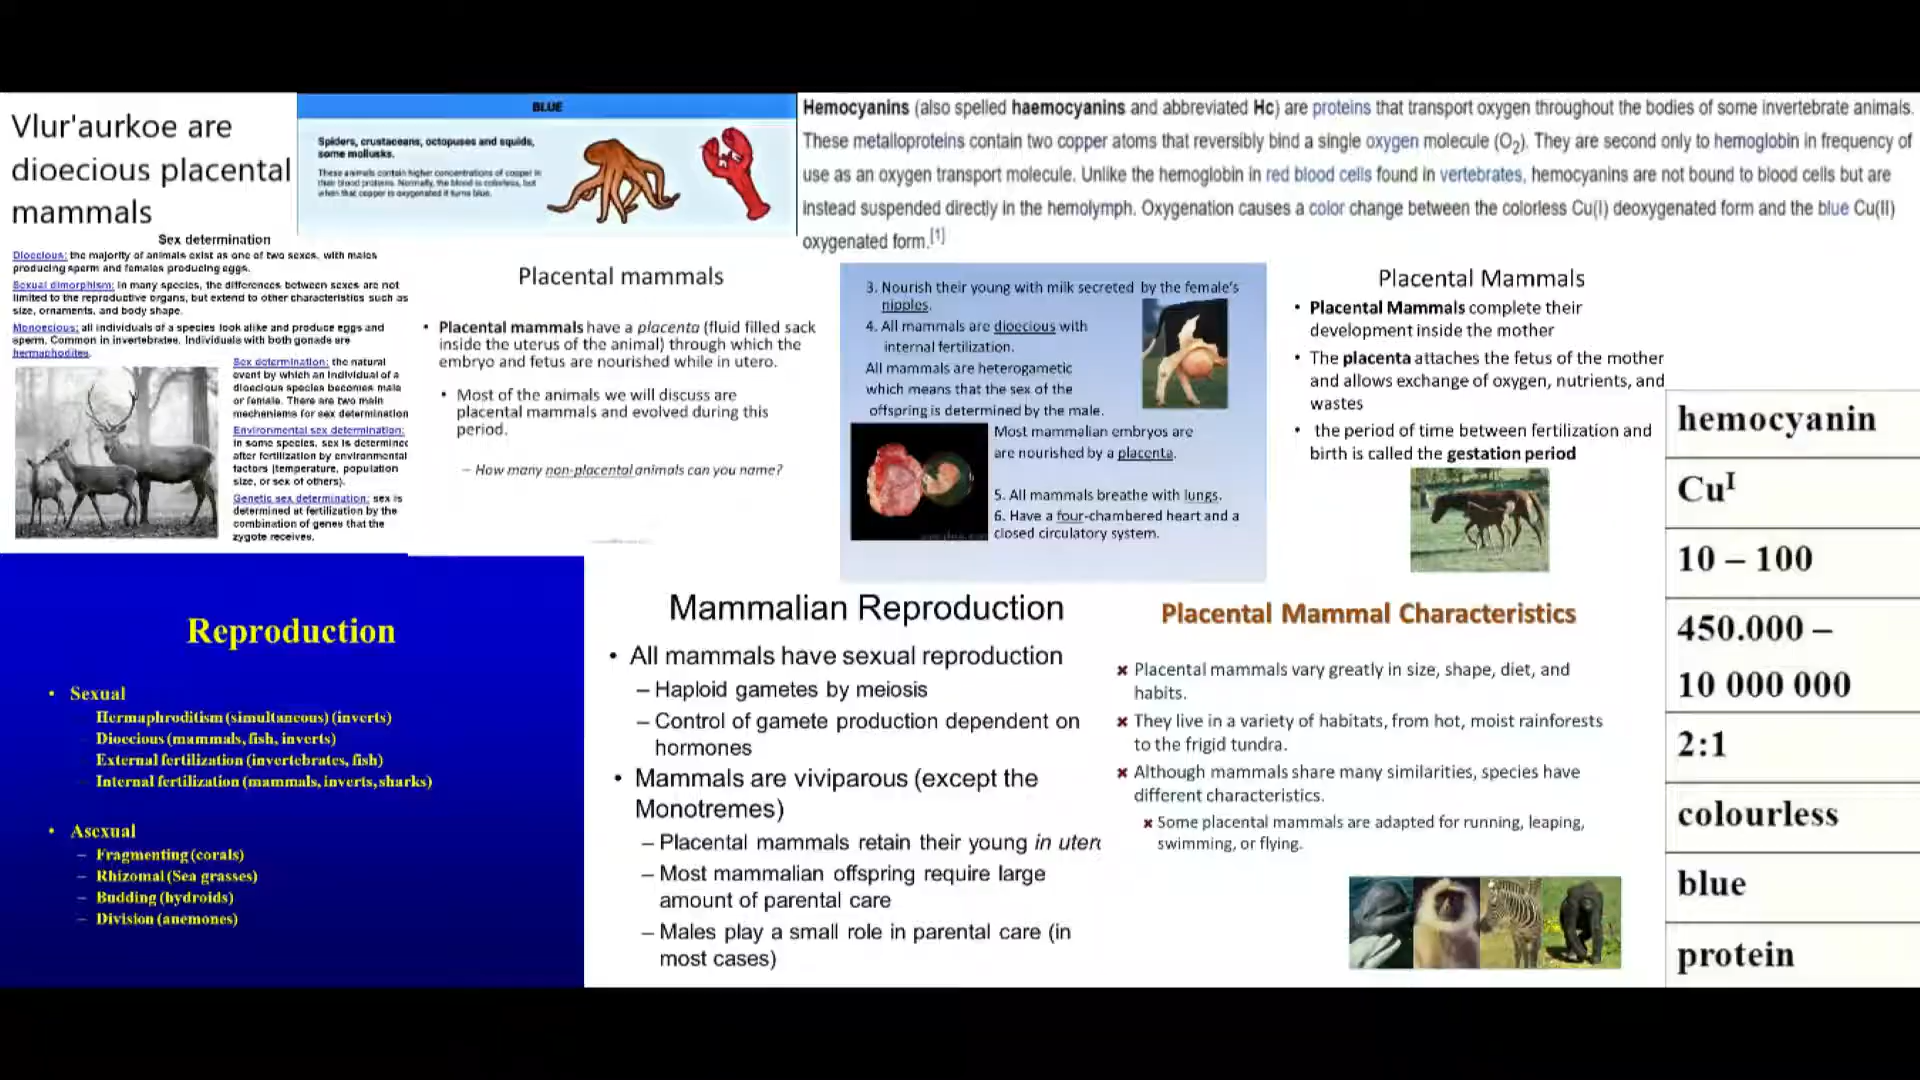 Vlur'aurkoe are
dioecious placental
mammals
BLUE
Spiders, crustaceans, octopuses and squids,
some mollusks.
These animals contain higher concentrations of copper in
their blood proteins. Normally, the blood is colorless, but
when that copper is oxygenated it turns blue.
Hemocyanins (also spelled haemocyanins and abbreviated Hc) are proteins that transport oxygen throughout the bodies of some invertebrate animals.
These metalloproteins contain two copper atoms that reversibly bind a single oxygen molecule (O2). They are second only to hemoglobin in frequency of
use as an oxygen transport molecule. Unlike the hemoglobin in red blood cells found in vertebrates, hemocyanins are not bound to blood cells but are
instead suspended directly in the hemolymph. Oxygenation causes a color change between the colorless Cu(I) deoxygenated form and the blue Cu(II)
oxygenated form.[1]
Sex determination
Dioecious: the majority of animals exist as one of two sexes, with males
producing sperm and females producing eggs.
Sexual dimorphism: in many species, the differences between sexes are not
limited to the reproductive organs, but extend to other characteristics such as
size, ornaments, and body shape.
Monoecious: all individuals of a species look alike and produce eggs and
sperm. Common in invertebrates. Individuals with both gonads are
hermaphrodites.
Sex determination: the natural
event by which an individual of a
dioecious species becomes male
or female. There are two main
mechanisms for sex determination
Environmental sex determination:
in some species, sex is determined
after fertilization by environmental
factors (temperature, population
size, or sex of others).
Genetic sex determination: sex is
determined at fertilization by the
combination of genes that the
zygote receives.
Placental mammals
• Placental mammals have a placenta (fluid filled sack
inside the uterus of the animal) through which the
embryo and fetus are nourished while in utero.
• Most of the animals we will discuss are
placental mammals and evolved during this
period.
– How many non-placental animals can you name?
3. Nourish their young with milk secreted by the female's
nipples.
4. All mammals are dioecious with
internal fertilization.
All mammals are heterogametic
which means that the sex of the
offspring is determined by the male.
Most mammalian embryos are
are nourished by a placenta.
5. All mammals breathe with lungs.
6. Have a four-chambered heart and a
closed circulatory system.
Placental Mammals
• Placental Mammals complete their
development inside the mother
• The placenta attaches the fetus of the mother
and allows exchange of oxygen, nutrients, and
wastes
• the period of time between fertilization and
birth is called the gestation period
hemocyanin
CuI
10 – 100
450.000 –
10 000 000
2:1
colourless
blue
protein
Reproduction
• Sexual
– Hermaphroditism (simultaneous) (inverts)
– Dioecious (mammals, fish, inverts)
– External fertilization (invertebrates, fish)
– Internal fertilization (mammals, inverts, sharks)
• Asexual
– Fragmenting (corals)
– Rhizomal (Sea grasses)
– Budding (hydroids)
– Division (anemones)
Mammalian Reproduction
• All mammals have sexual reproduction
– Haploid gametes by meiosis
– Control of gamete production dependent on
hormones
• Mammals are viviparous (except the
Monotremes)
– Placental mammals retain their young in utero
– Most mammalian offspring require large
amount of parental care
– Males play a small role in parental care (in
most cases)
Placental Mammal Characteristics
Placental mammals vary greatly in size, shape, diet, and
habits.
They live in a variety of habitats, from hot, moist rainforests
to the frigid tundra.
Although mammals share many similarities, species have
different characteristics.
Some placental mammals are adapted for running, leaping,
swimming, or flying.